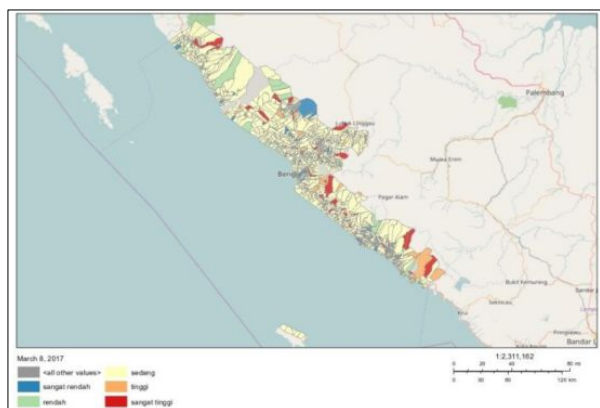 Palembang
Lubuk Linggau
Muara Enim
Bengkulu
Pagar Alam
Bukit Kemuning
Krui
Bandar L
March 8, 2017
1:2,311,162
<all other values>
sedang
0 20 40 80 mi
sangat rendah
tinggi
0 30 60 120 km
rendah
sangat tinggi